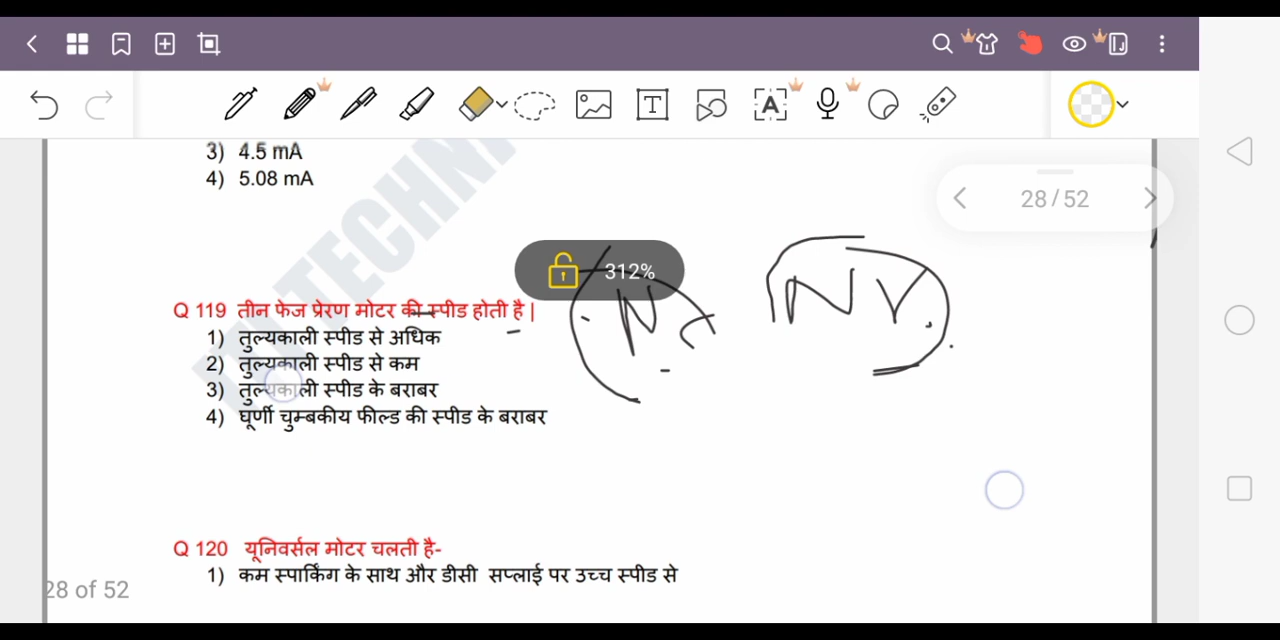 3) 4.5 mA
4) 5.08 mA
28/52
312%
Q 119 तीन फेज प्रेरण मोटर की स्पीड होती है|
1) तुल्यकाली स्पीड से अधिक
2) तुल्यकाली स्पीड से कम
3) तुल्यकाली स्पीड के बराबर
4) घूर्णी चुम्बकीय फील्ड की स्पीड के बराबर
Q 120 यूनिवर्सल मोटर चलती है-
1) कम स्पार्किंग के साथ और डीसी सप्लाई पर उच्च स्पीड से
28 of 52